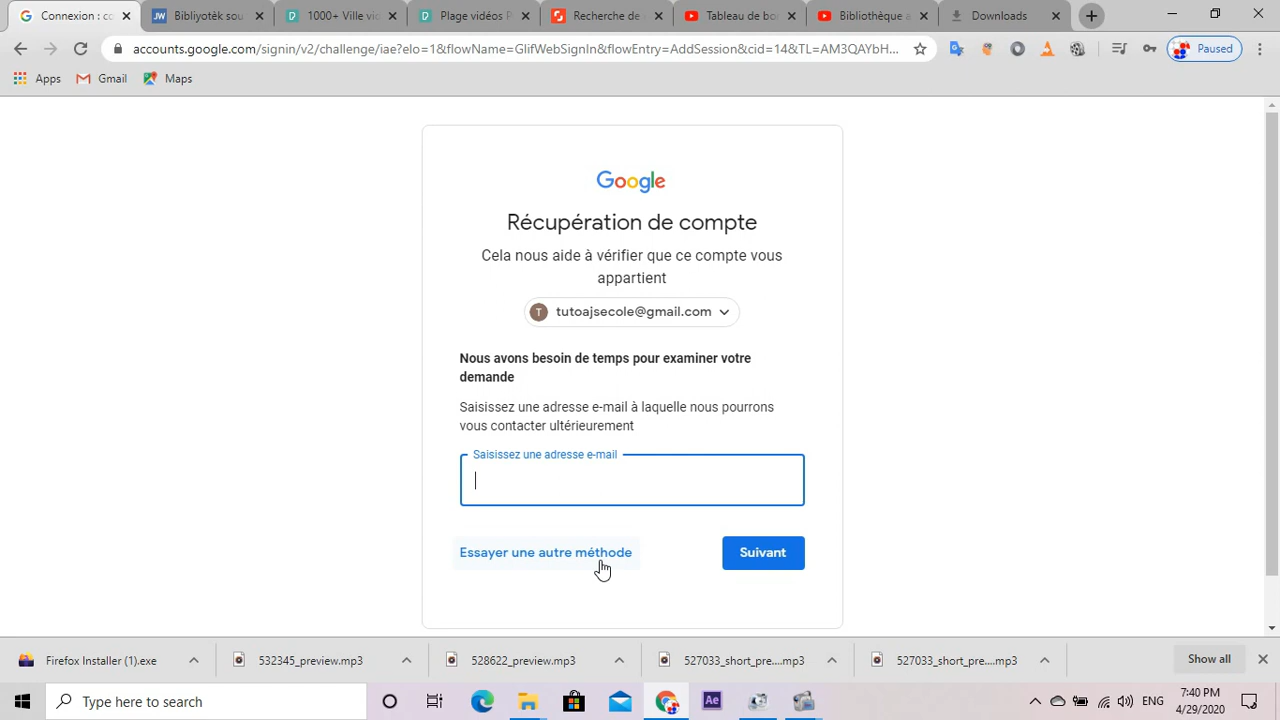 Connexion : co
Bibliyotèk sou
1000+ Ville vid
Plage vidéos P
Recherche de
Tableau de bo
Bibliothèque a
Downloads
accounts.google.com/signin/v2/challenge/iae?elo=1&flowName=GlifWebSignIn&flowEntry=AddSession&cid=14&TL=AM3QAYbH...
Paused
Apps
Gmail
Maps
Google
Récupération de compte
Cela nous aide à vérifier que ce compte vous
appartient
T
tutoajsecole@gmail.com
Nous avons besoin de temps pour examiner votre
demande
Saisissez une adresse e-mail à laquelle nous pourrons
vous contacter ultérieurement
Saisissez une adresse e-mail
Essayer une autre méthode
Suivant
Firefox Installer (1).exe
532345_preview.mp3
528622_preview.mp3
527033_short_pre....mp3
527033_short_pre....mp3
Show all
Type here to search
Ae
ENG
7:40 PM
4/29/2020